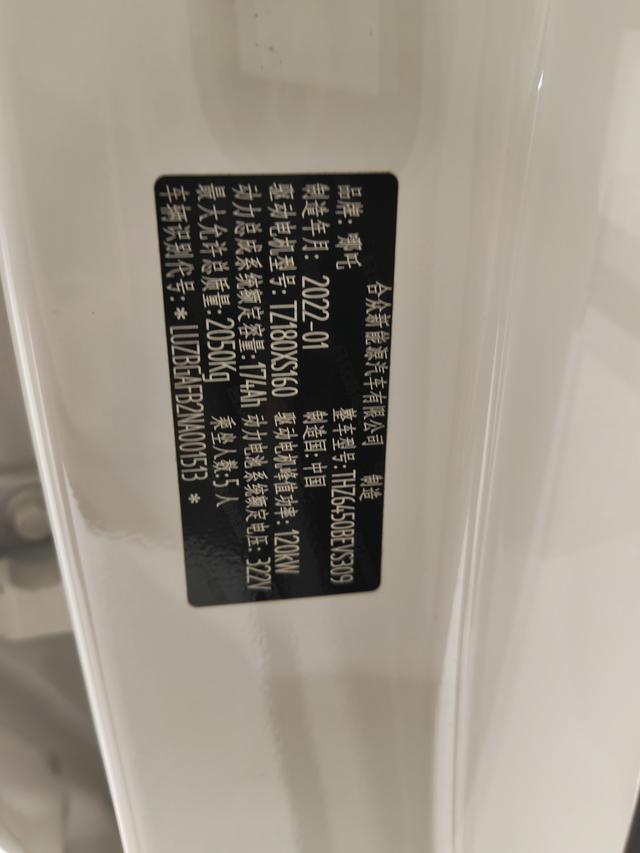 合众新能源汽车有限公司 制造
品牌: 哪吒 整车型号: THZ6450BEVS309
制造年月: 2022-01 制造国: 中国
驱动电机型号: TZ180XS160 驱动电机峰值功率: 120kW
动力总成系统额定容量: 174Ah 动力电池系统额定电压: 322V
最大允许总质量: 2050Kg 乘坐人数: 5人
车辆识别代号: * LUZBGAFB2NA001513 *